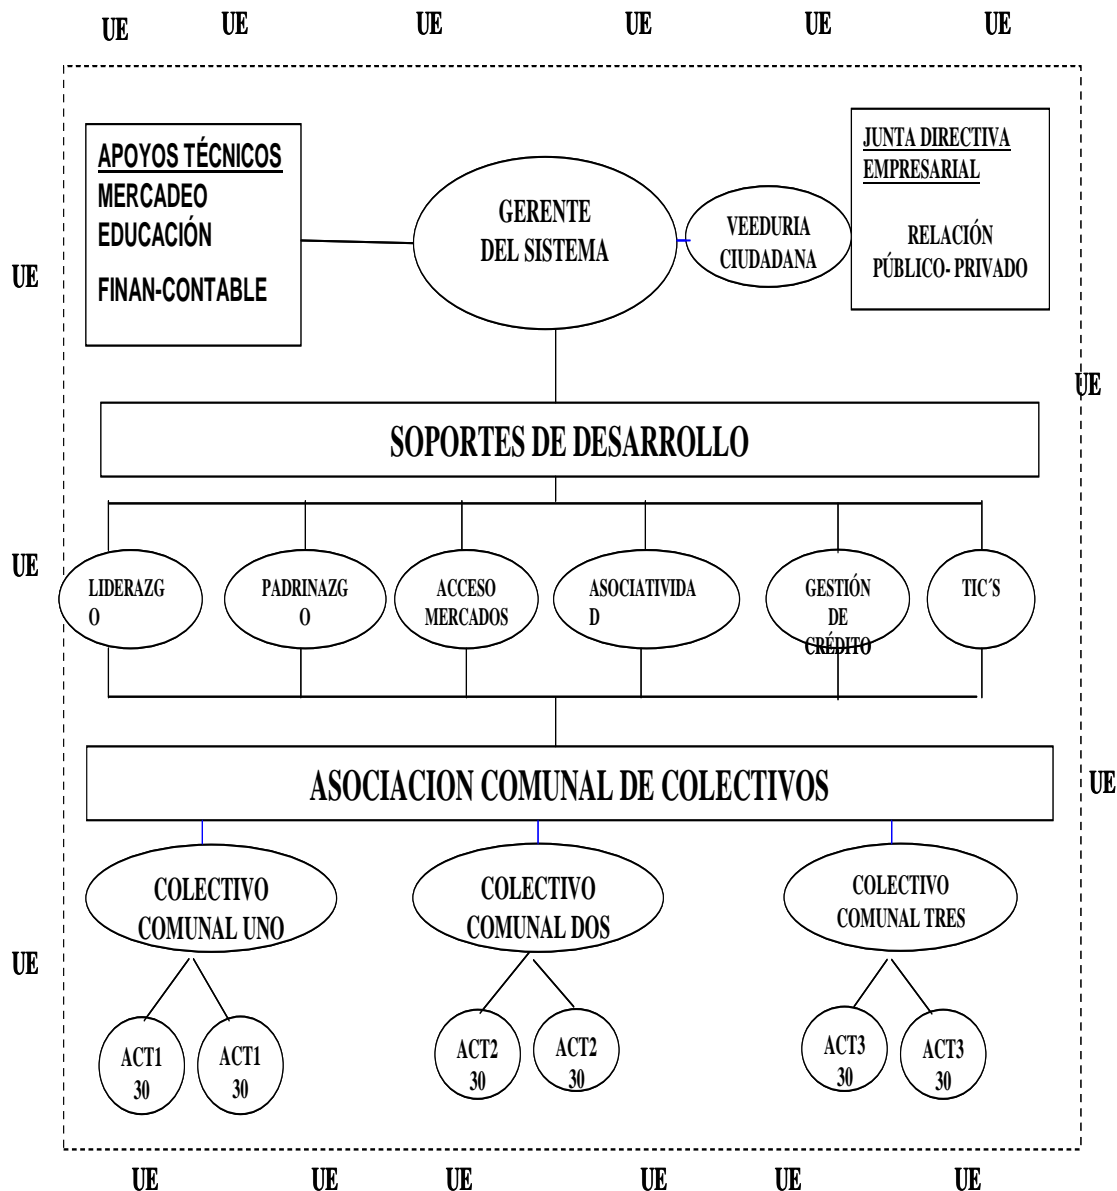 UE UE UE UE UE UE
APOYOS TÉCNICOS
MERCADEO
EDUCACIÓN
FINAN-CONTABLE
GERENTE
DEL SISTEMA
VEEDURIA
CIUDADANA
JUNTA DIRECTIVA
EMPRESARIAL
RELACIÓN
PÚBLICO- PRIVADO
UE
UE
SOPORTES DE DESARROLLO
UE
LIDERAZG
O
PADRINAZG
O
ACCESO
MERCADOS
ASOCIATIVIDA
D
GESTIÓN
DE
CRÉDITO
TIC´S
ASOCIACION COMUNAL DE COLECTIVOS
UE
COLECTIVO
COMUNAL UNO
COLECTIVO
COMUNAL DOS
COLECTIVO
COMUNAL TRES
UE
ACT1
30
ACT1
30
ACT2
30
ACT2
30
ACT3
30
ACT3
30
UE UE UE UE UE UE